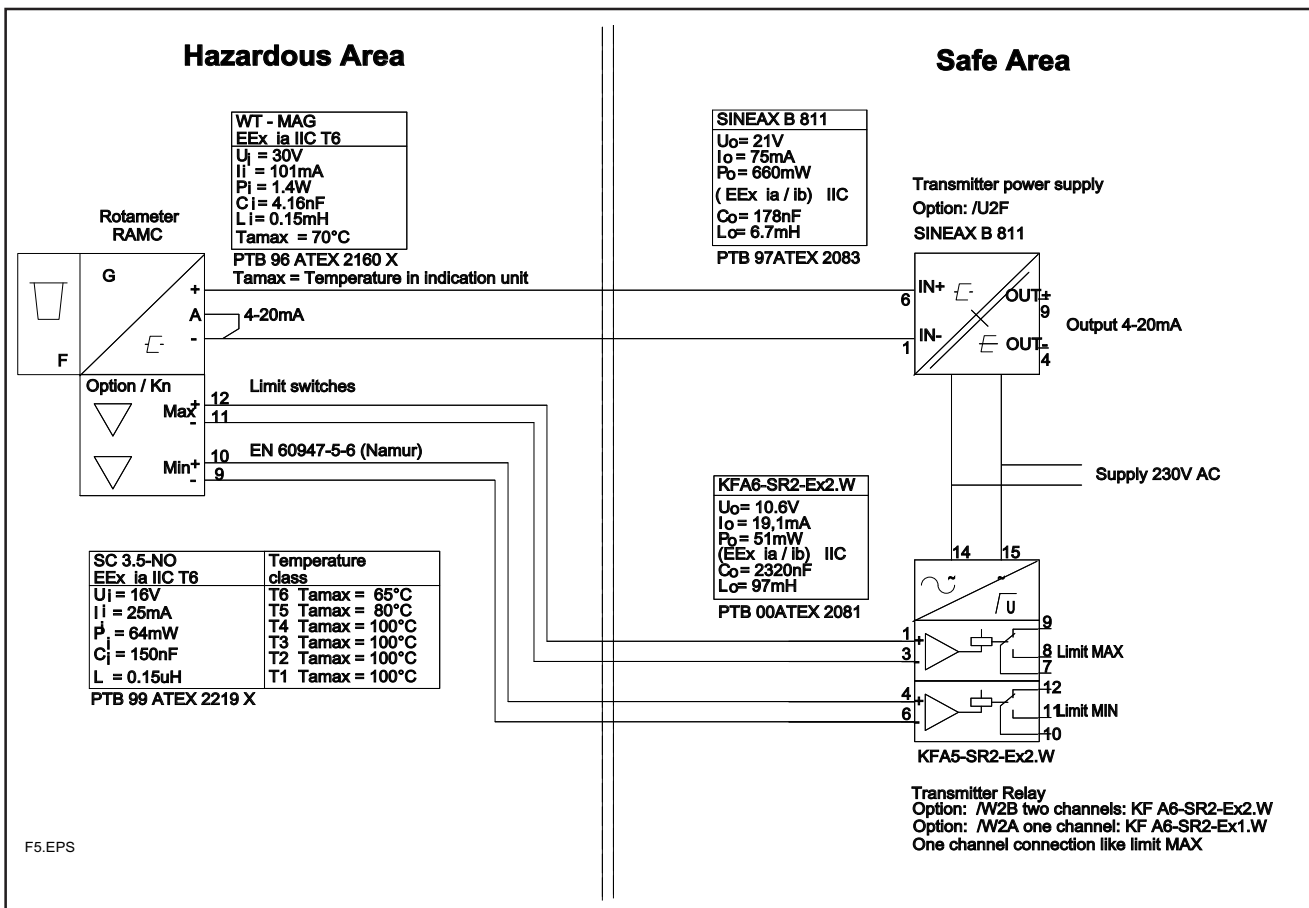 Hazardous Area
Safe Area
WT - MAG
EEx ia IIC T6
Ui = 30V
Ii = 101mA
Pi = 1.4W
Ci = 4.16nF
Li = 0.15mH
Tamax = 70°C
PTB 96 ATEX 2160 X
Tamax = Temperature in indication unit
SINEAX B 811
Uo= 21V
Io = 75mA
Po = 660mW
( EEx ia / ib) IIC
Co= 178nF
Lo= 6.7mH
PTB 97ATEX 2083
Transmitter power supply
Option: /U2F
SINEAX B 811
Rotameter
RAMC
G
F
+
A
-
4-20mA
6
1
IN+
IN-
OUT+
9
OUT-
4
Output 4-20mA
Option / Kn
Limit switches
Max
+
-
12
11
Min
+
-
10
9
EN 60947-5-6 (Namur)
Supply 230V AC
KFA6-SR2-Ex2.W
Uo= 10.6V
Io = 19,1mA
Po = 51mW
(EEx ia / ib) IIC
Co= 2320nF
Lo= 97mH
PTB 00ATEX 2081
SC 3.5-NO
EEx ia IIC T6
Ui = 16V
Ii = 25mA
Pi = 64mW
Ci = 150nF
L = 0.15uH
Temperature
class
T6 Tamax = 65°C
T5 Tamax = 80°C
T4 Tamax = 100°C
T3 Tamax = 100°C
T2 Tamax = 100°C
T1 Tamax = 100°C
PTB 99 ATEX 2219 X
14
15
~
~
U
1
+
3
-
9
8
7
Limit MAX
4
+
6
-
12
11
10
Limit MIN
KFA5-SR2-Ex2.W
Transmitter Relay
Option: /W2B two channels: KF A6-SR2-Ex2.W
Option: /W2A one channel: KF A6-SR2-Ex1.W
One channel connection like limit MAX
F5.EPS